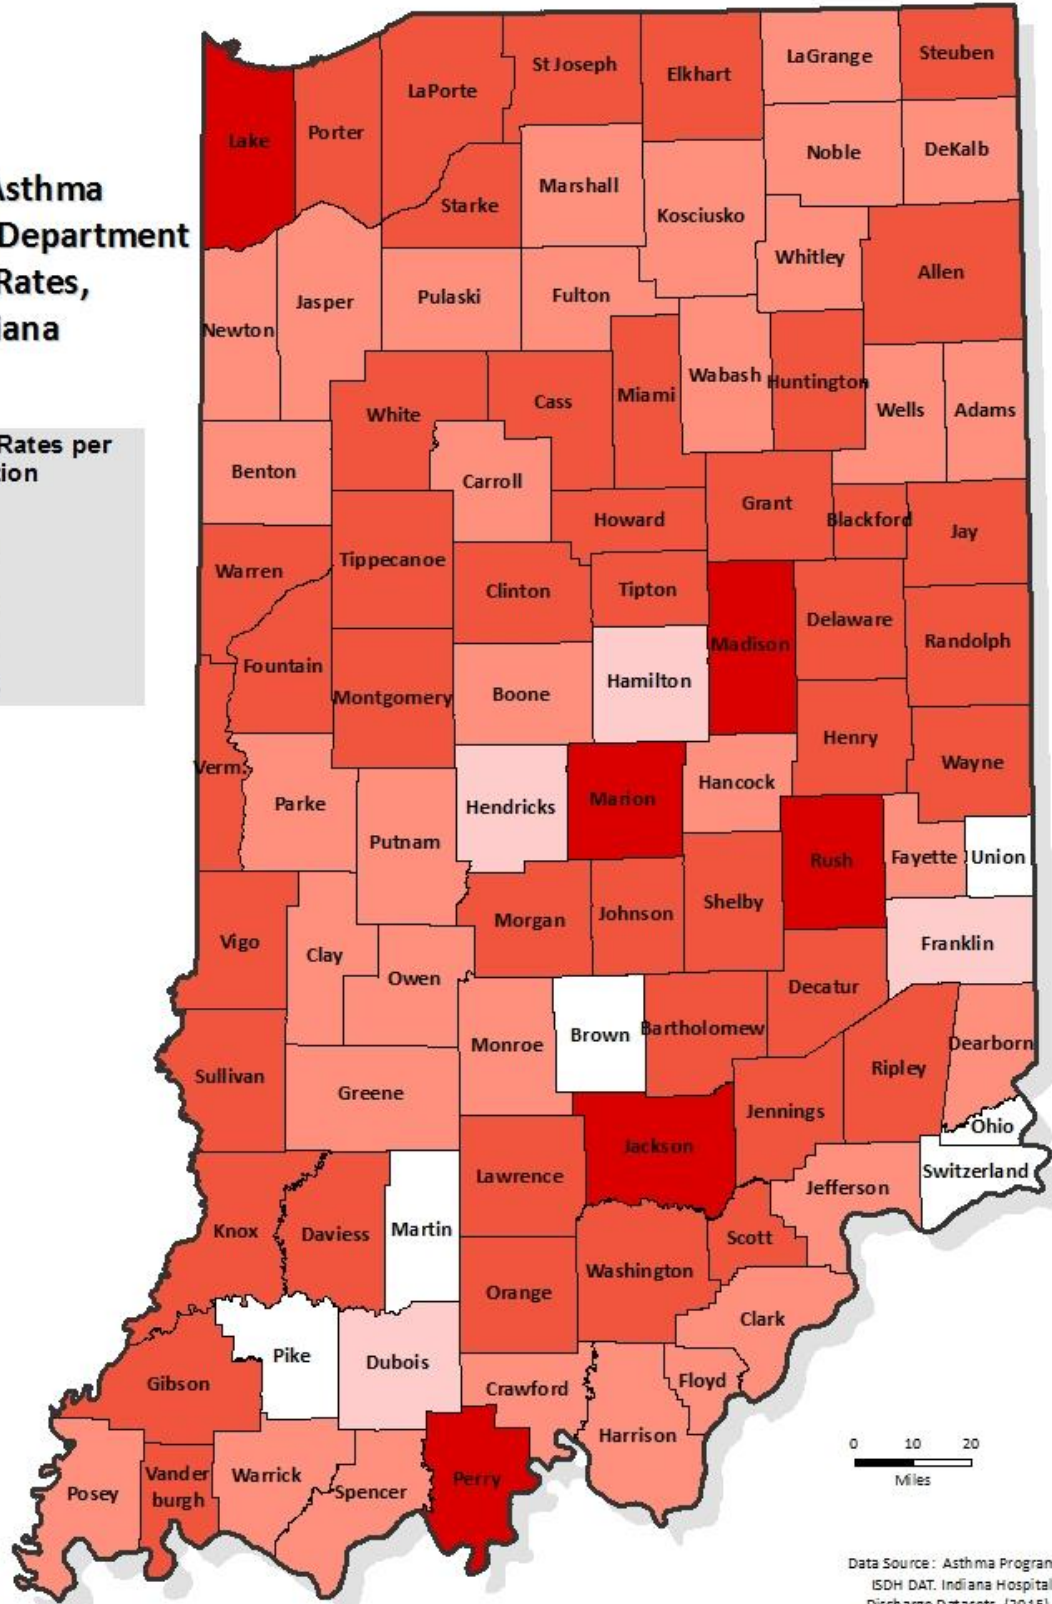 Asthma
Department
Rates,
iana
Rates per
tion
Lake
Porter
LaPorte
St Joseph
Elkhart
LaGrange
Steuben
Starke
Marshall
Kosciusko
Noble
DeKalb
Whitley
Allen
Newton
Jasper
Pulaski
Fulton
White
Cass
Miami
Wabash
Huntington
Wells
Adams
Benton
Carroll
Howard
Grant
Blackford
Jay
Warren
Tippecanoe
Clinton
Tipton
Madison
Delaware
Randolph
Fountain
Montgomery
Boone
Hamilton
Henry
Wayne
Verm.
Parke
Putnam
Hendricks
Marion
Hancock
Rush
Fayette
Union
Vigo
Clay
Owen
Morgan
Johnson
Shelby
Franklin
Decatur
Sullivan
Greene
Monroe
Brown
Bartholomew
Jennings
Ripley
Dearborn
Ohio
Switzerland
Knox
Daviess
Martin
Lawrence
Jackson
Jefferson
Scott
Orange
Washington
Clark
Gibson
Pike
Dubois
Crawford
Floyd
Harrison
Posey
Vander
burgh
Warrick
Spencer
Perry
0 10 20
Miles
Data Source: Asthma Program
ISDH DAT. Indiana Hospital
Discharge Datasets (2015)